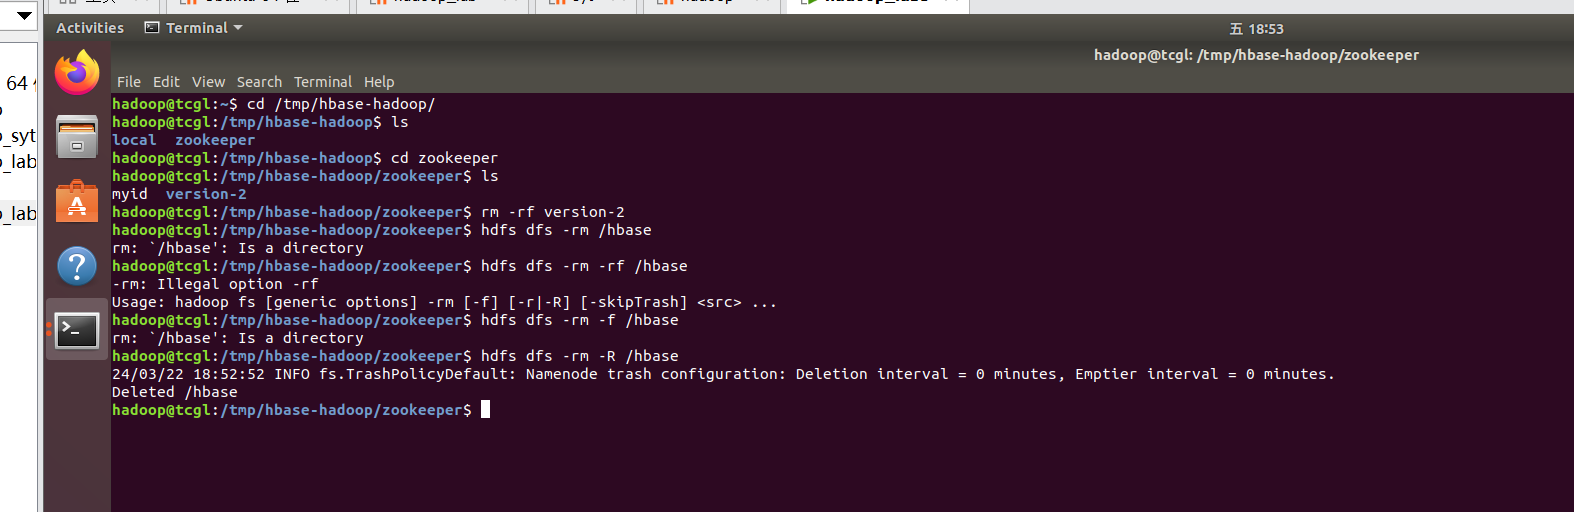 Activities Terminal 五 18:53
hadoop@tcgl: /tmp/hbase-hadoop/zookeeper
File Edit View Search Terminal Help
64
_syt
_lab
_lab
hadoop@tcgl:~$ cd /tmp/hbase-hadoop/
hadoop@tcgl:/tmp/hbase-hadoop$ ls
local  zookeeper
hadoop@tcgl:/tmp/hbase-hadoop$ cd zookeeper
hadoop@tcgl:/tmp/hbase-hadoop/zookeeper$ ls
myid  version-2
hadoop@tcgl:/tmp/hbase-hadoop/zookeeper$ rm -rf version-2
hadoop@tcgl:/tmp/hbase-hadoop/zookeeper$ hdfs dfs -rm /hbase
rm: `/hbase': Is a directory
hadoop@tcgl:/tmp/hbase-hadoop/zookeeper$ hdfs dfs -rm -rf /hbase
-rm: Illegal option -rf
Usage: hadoop fs [generic options] -rm [-f] [-r|-R] [-skipTrash] <src> ...
hadoop@tcgl:/tmp/hbase-hadoop/zookeeper$ hdfs dfs -rm -f /hbase
rm: `/hbase': Is a directory
hadoop@tcgl:/tmp/hbase-hadoop/zookeeper$ hdfs dfs -rm -R /hbase
24/03/22 18:52:52 INFO fs.TrashPolicyDefault: Namenode trash configuration: Deletion interval = 0 minutes, Emptier interval = 0 minutes.
Deleted /hbase
hadoop@tcgl:/tmp/hbase-hadoop/zookeeper$